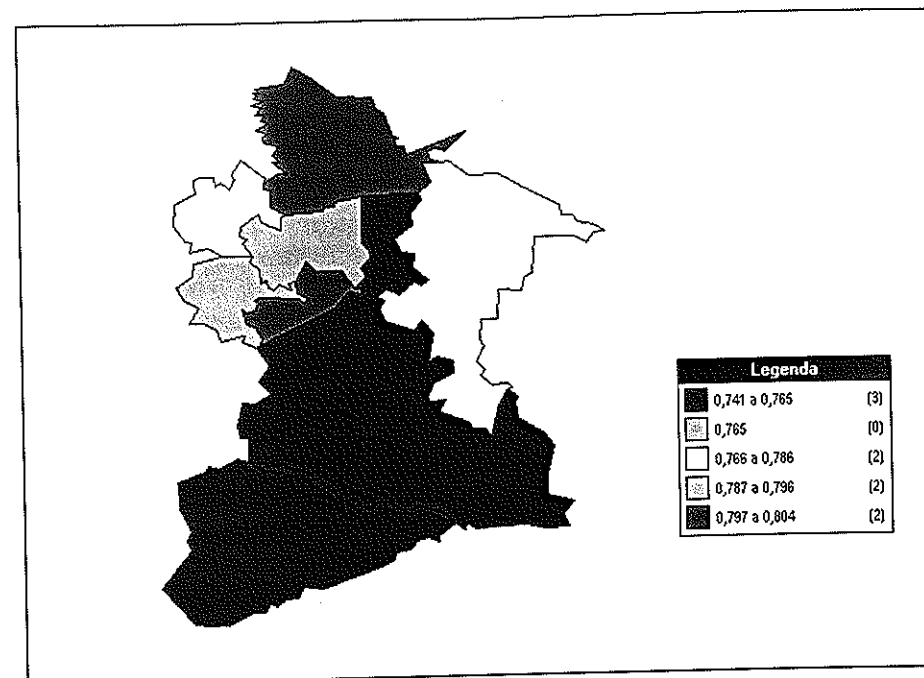 Legenda
0,741 a 0,765 (3)
0,765 (0)
0,766 a 0,786 (2)
0,787 a 0,796 (2)
0,797 a 0,804 (2)